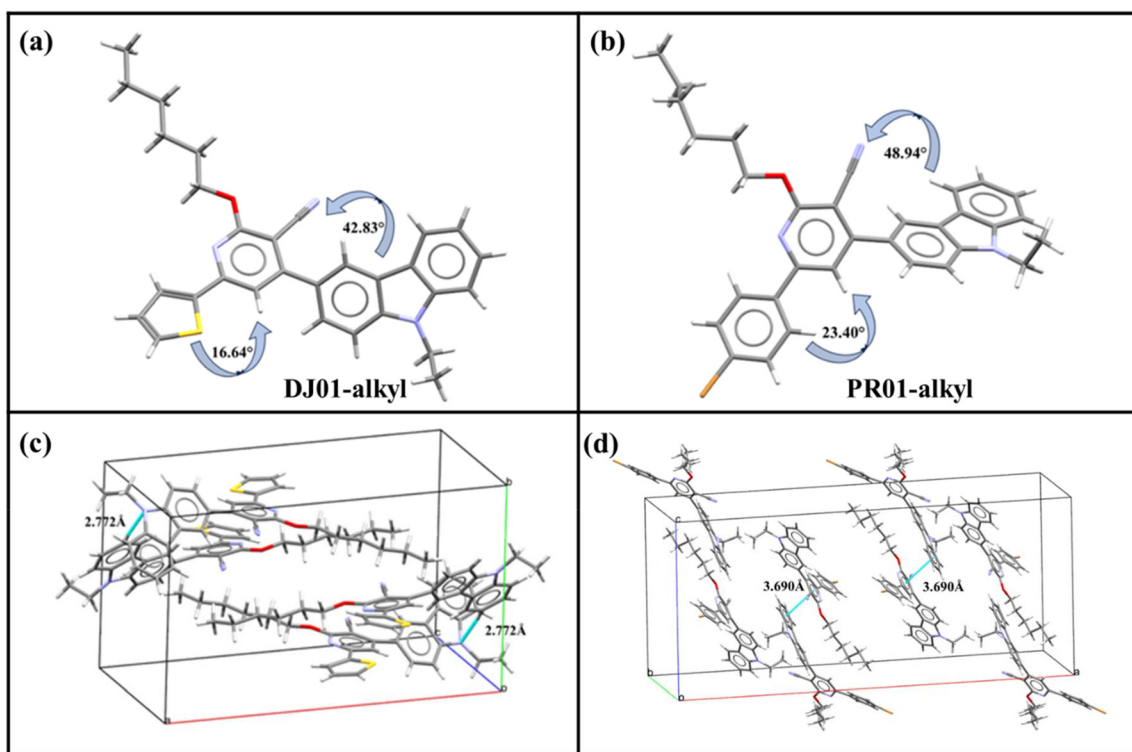 (a)
42.83°
16.64°
DJ01-alkyl
(b)
48.94°
23.40°
PR01-alkyl
(c)
2.772Å
2.772Å
b
c
a
o
(d)
3.690Å
3.690Å
c
b
o
a